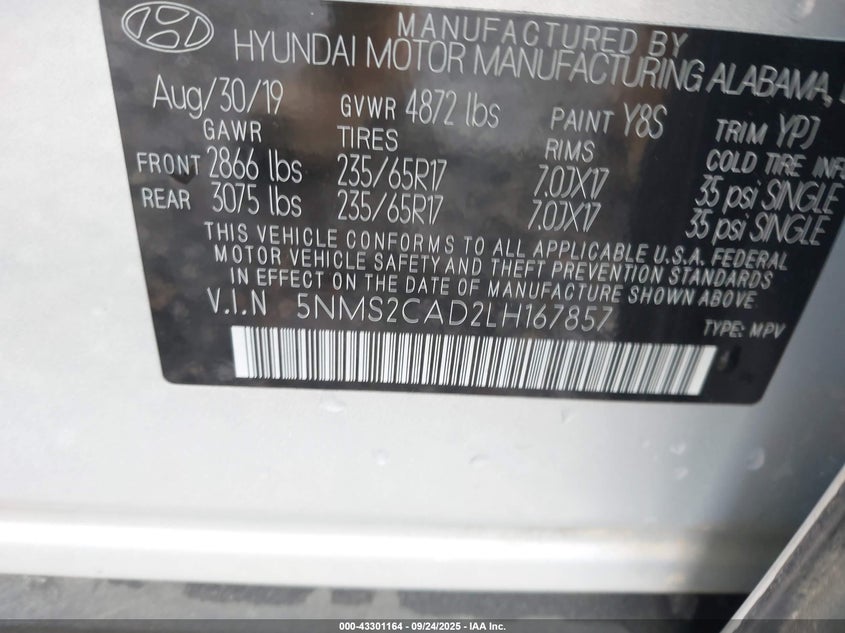 MANUFACTURED BY
HYUNDAI MOTOR MANUFACTURING ALABAMA,
Aug/30/19 GVWR 4872 lbs PAINT Y8S TRIM YPJ
GAWR TIRES RIMS COLD TIRE INF
FRONT 2866 lbs 235/65R17 7.0JX17 35 psi SINGLE
REAR 3075 lbs 235/65R17 7.0JX17 35 psi SINGLE
THIS VEHICLE CONFORMS TO ALL APPLICABLE U.S.A. FEDERAL
MOTOR VEHICLE SAFETY AND THEFT PREVENTION STANDARDS
IN EFFECT ON THE DATE OF MANUFACTURE SHOWN ABOVE.
V.I.N 5NMS2CAD2LH167857 TYPE: MPV
000-43301164 - 09/24/2025 - IAA Inc.